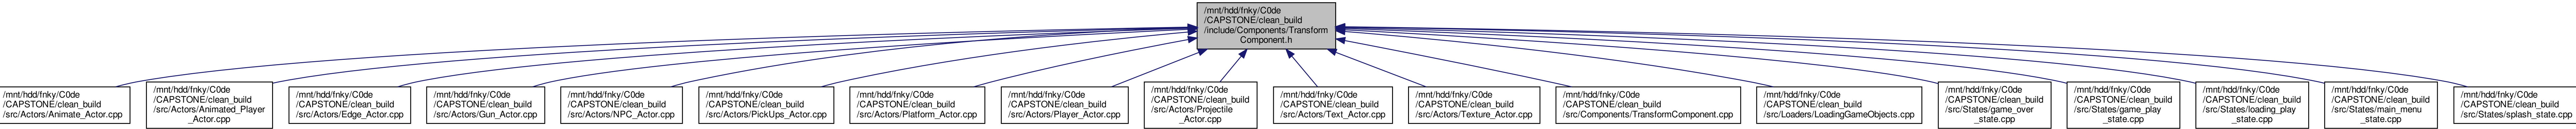 /mnt/hdd/fnky/C0de
/CAPSTONE/clean_build
/include/Components/Transform
Component.h
/mnt/hdd/fnky/C0de
/CAPSTONE/clean_build
/src/Actors/Animate_Actor.cpp
/mnt/hdd/fnky/C0de
/CAPSTONE/clean_build
/src/Actors/Animated_Player
_Actor.cpp
/mnt/hdd/fnky/C0de
/CAPSTONE/clean_build
/src/Actors/Edge_Actor.cpp
/mnt/hdd/fnky/C0de
/CAPSTONE/clean_build
/src/Actors/Gun_Actor.cpp
/mnt/hdd/fnky/C0de
/CAPSTONE/clean_build
/src/Actors/NPC_Actor.cpp
/mnt/hdd/fnky/C0de
/CAPSTONE/clean_build
/src/Actors/PickUps_Actor.cpp
/mnt/hdd/fnky/C0de
/CAPSTONE/clean_build
/src/Actors/Platform_Actor.cpp
/mnt/hdd/fnky/C0de
/CAPSTONE/clean_build
/src/Actors/Player_Actor.cpp
/mnt/hdd/fnky/C0de
/CAPSTONE/clean_build
/src/Actors/Projectile
_Actor.cpp
/mnt/hdd/fnky/C0de
/CAPSTONE/clean_build
/src/Actors/Text_Actor.cpp
/mnt/hdd/fnky/C0de
/CAPSTONE/clean_build
/src/Actors/Texture_Actor.cpp
/mnt/hdd/fnky/C0de
/CAPSTONE/clean_build
/src/Components/TransformComponent.cpp
/mnt/hdd/fnky/C0de
/CAPSTONE/clean_build
/src/Loaders/LoadingGameObjects.cpp
/mnt/hdd/fnky/C0de
/CAPSTONE/clean_build
/src/States/game_over
_state.cpp
/mnt/hdd/fnky/C0de
/CAPSTONE/clean_build
/src/States/game_play
_state.cpp
/mnt/hdd/fnky/C0de
/CAPSTONE/clean_build
/src/States/loading_play
_state.cpp
/mnt/hdd/fnky/C0de
/CAPSTONE/clean_build
/src/States/main_menu
_state.cpp
/mnt/hdd/fnky/C0de
/CAPSTONE/clean_build
/src/States/splash_state.cpp